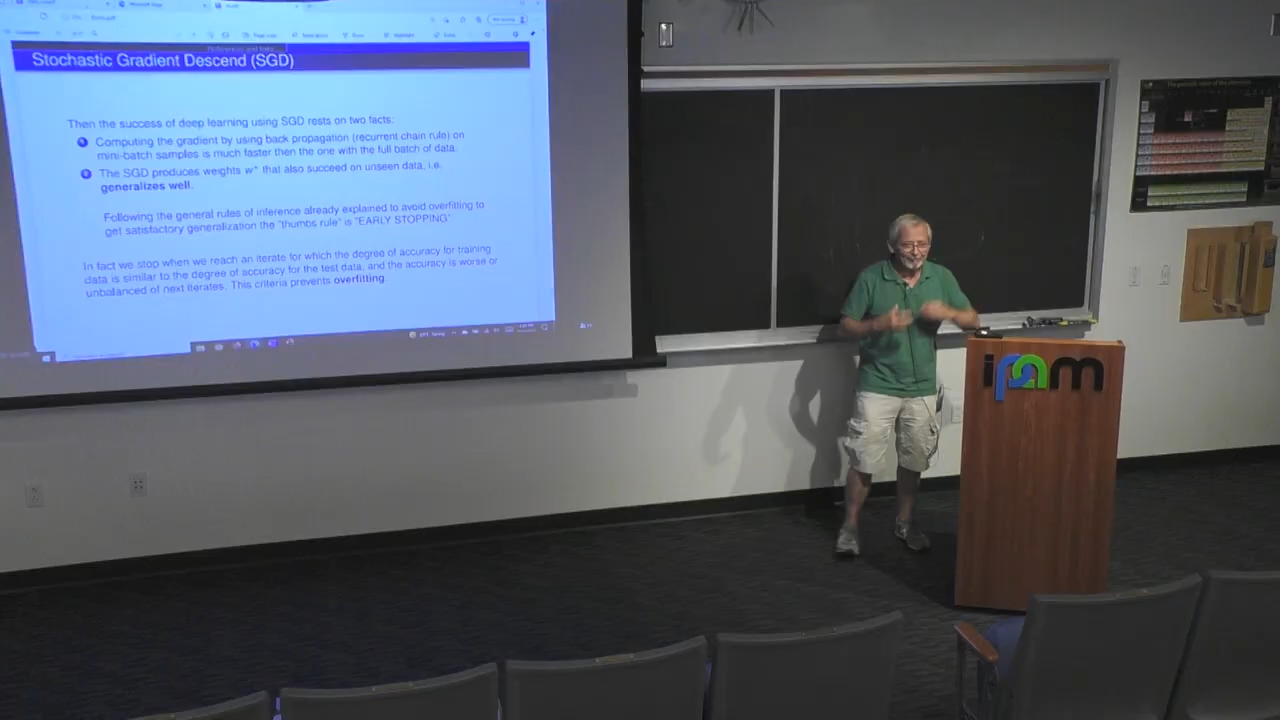 Stochastic Gradient Descend (SGD)
Then the success of deep learning using SGD rests on two facts:
Computing the gradient by using back propagation (recurrent chain rule) on
mini-batch samples is much faster then the one with the full batch of data.
The SGD produces weights w* that also succeed on unseen data, i.e.
generalizes well.
Following the general rules of inference already explained to avoid overfitting to
get satisfactory generalization the "thumbs rule" is "EARLY STOPPING"
In fact we stop when we reach an iterate for which the degree of accuracy for training
data is similar to the degree of accuracy for the test data, and the accuracy is worse or
unbalanced of next iterates. This criteria prevents overfitting.
ipam